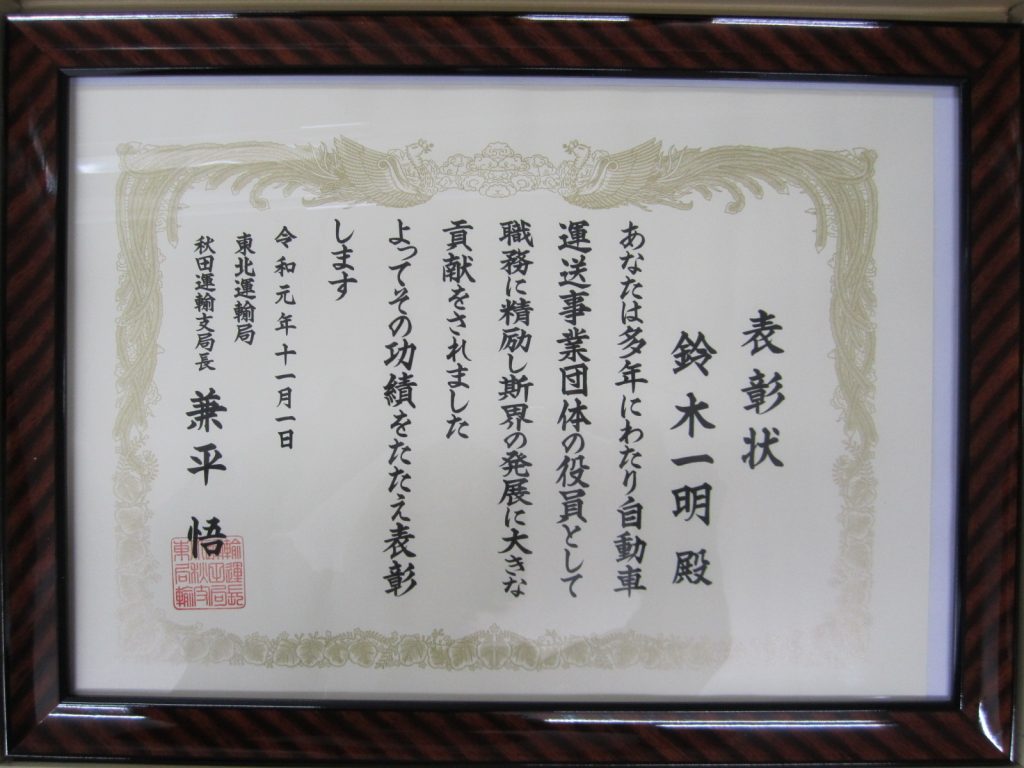 表彰状
鈴木一明 殿
あなたは多年にわたり自動車
運送事業団体の役員として
職務に精励し斯界の発展に大きな
貢献をされました
よってその功績をたたえ表彰
します
令和元年十一月一日
東北運輸局
秋田運輸支局長 兼平 悟